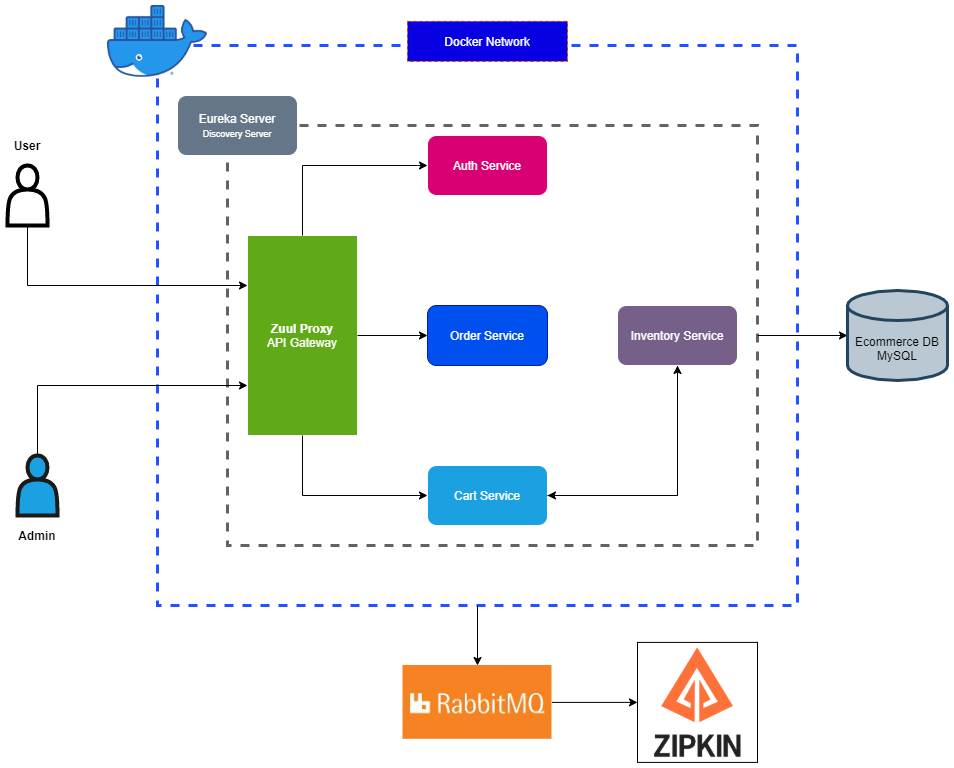 Docker Network
Eureka Server
Discovery Server
User
Auth Service
Zuul Proxy
API Gateway
Order Service
Inventory Service
Ecommerce DB
MySQL
Cart Service
Admin
RabbitMQ
ZIPKIN